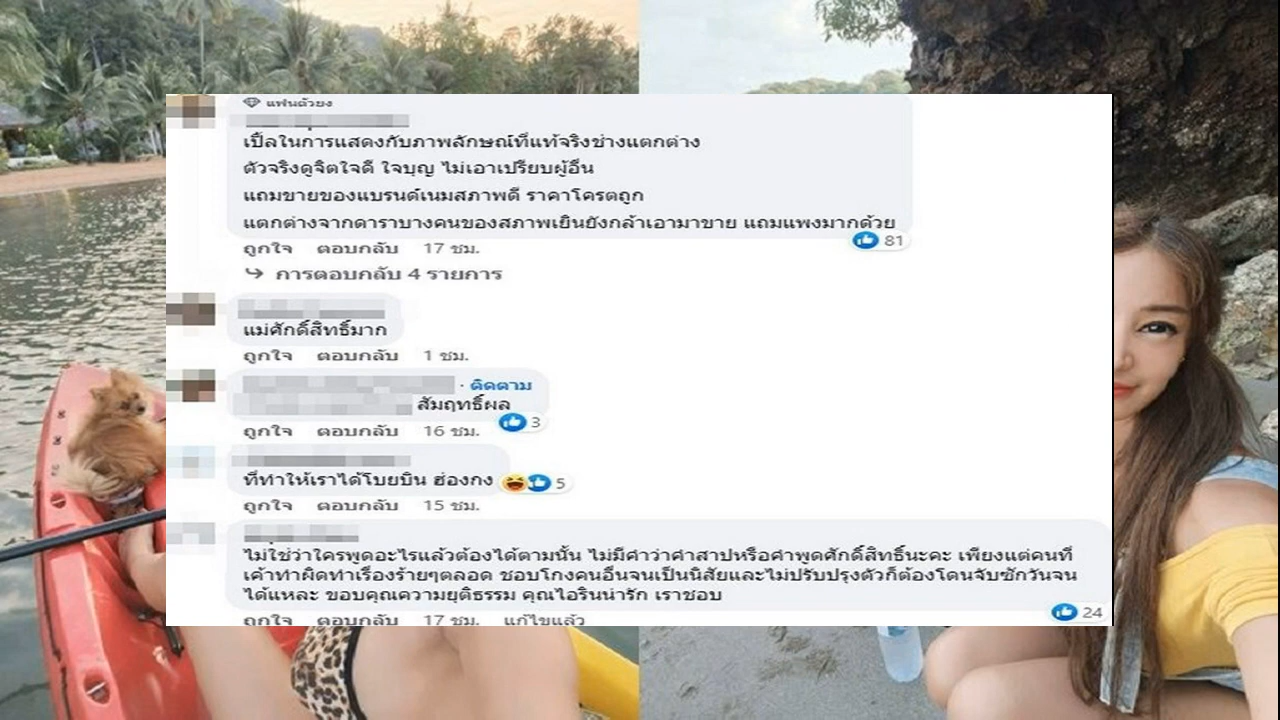 แฟนตัวยง
เปิ้ลในการแสดงกับภาพลักษณ์ที่แท้จริงช่างแตกต่าง
ตัวจริงดูจิตใจดี ใจบุญ ไม่เอาเปรียบผู้อื่น
แถมขายของแบรนด์เนมสภาพดี ราคาโครตถูก
แตกต่างจากดาราบางคนของสภาพเยินยังกล้าเอามาขาย แถมแพงมากด้วย
81
ถูกใจ ตอบกลับ 17 ชม.
การตอบกลับ 4 รายการ
แม่ศักดิ์สิทธิ์มาก
ถูกใจ ตอบกลับ 1 ชม.
· ติดตาม
สัมฤทธิ์ผล
3
ถูกใจ ตอบกลับ 16 ชม.
ที่ทำให้เราได้โบยบิน ฮ่องกง
5
ถูกใจ ตอบกลับ 15 ชม.
ไม่ใช่ว่าใครพูดอะไรแล้วต้องได้ตามนั้น ไม่มีคำว่าคำสาปหรือคำพูดศักดิ์สิทธิ์นะคะ เพียงแต่คนที่
เค้าทำผิดทำเรื่องร้ายๆตลอด ชอบโกงคนอื่นจนเป็นนิสัยและไม่ปรับปรุงตัวก็ต้องโดนจับซักวันจน
ได้แหละ ขอบคุณความยุติธรรม คุณไอรินน่ารัก เราชอบ
24
ถูกใจ ตอบกลับ 17 ชม. แก้ไขแล้ว